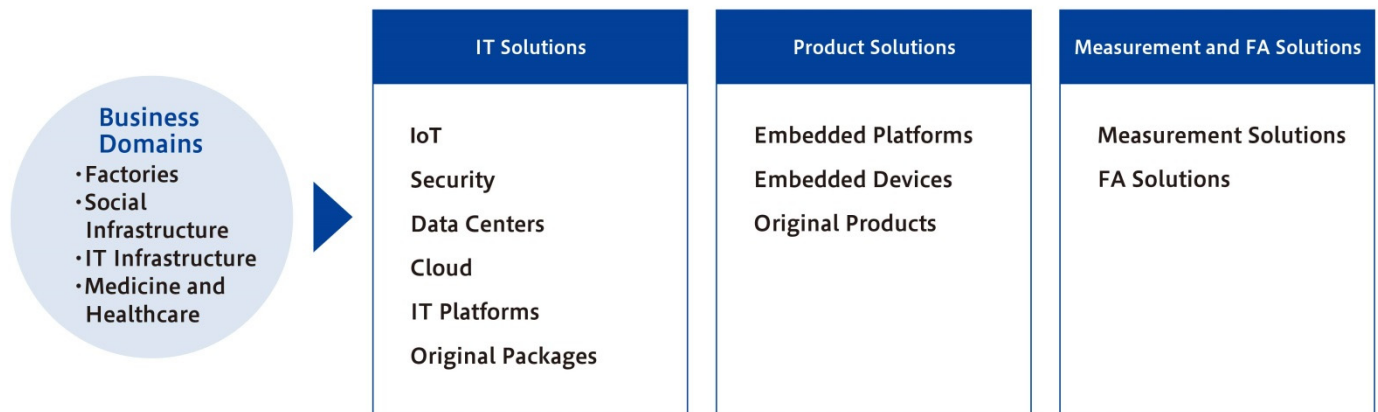 Business
Domains
・Factories
・Social
Infrastructure
・IT Infrastructure
・Medicine and
Healthcare
IT Solutions
IoT
Security
Data Centers
Cloud
IT Platforms
Original Packages
Product Solutions
Embedded Platforms
Embedded Devices
Original Products
Measurement and FA Solutions
Measurement Solutions
FA Solutions